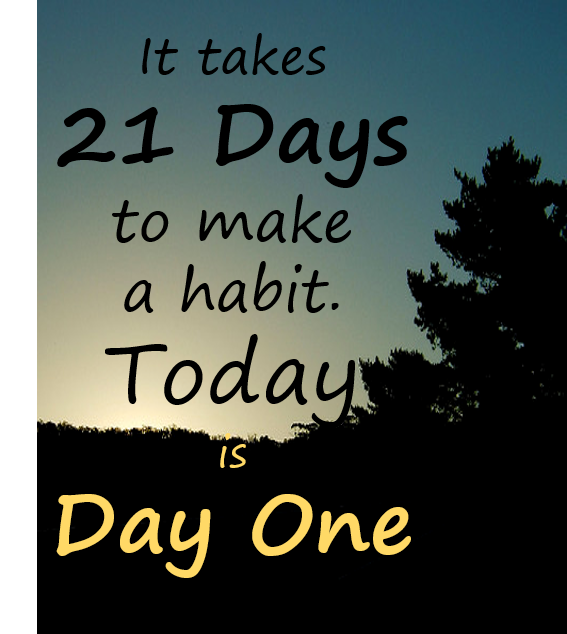 It takes
21 Days
to make
a habit.
Today
is
Day One